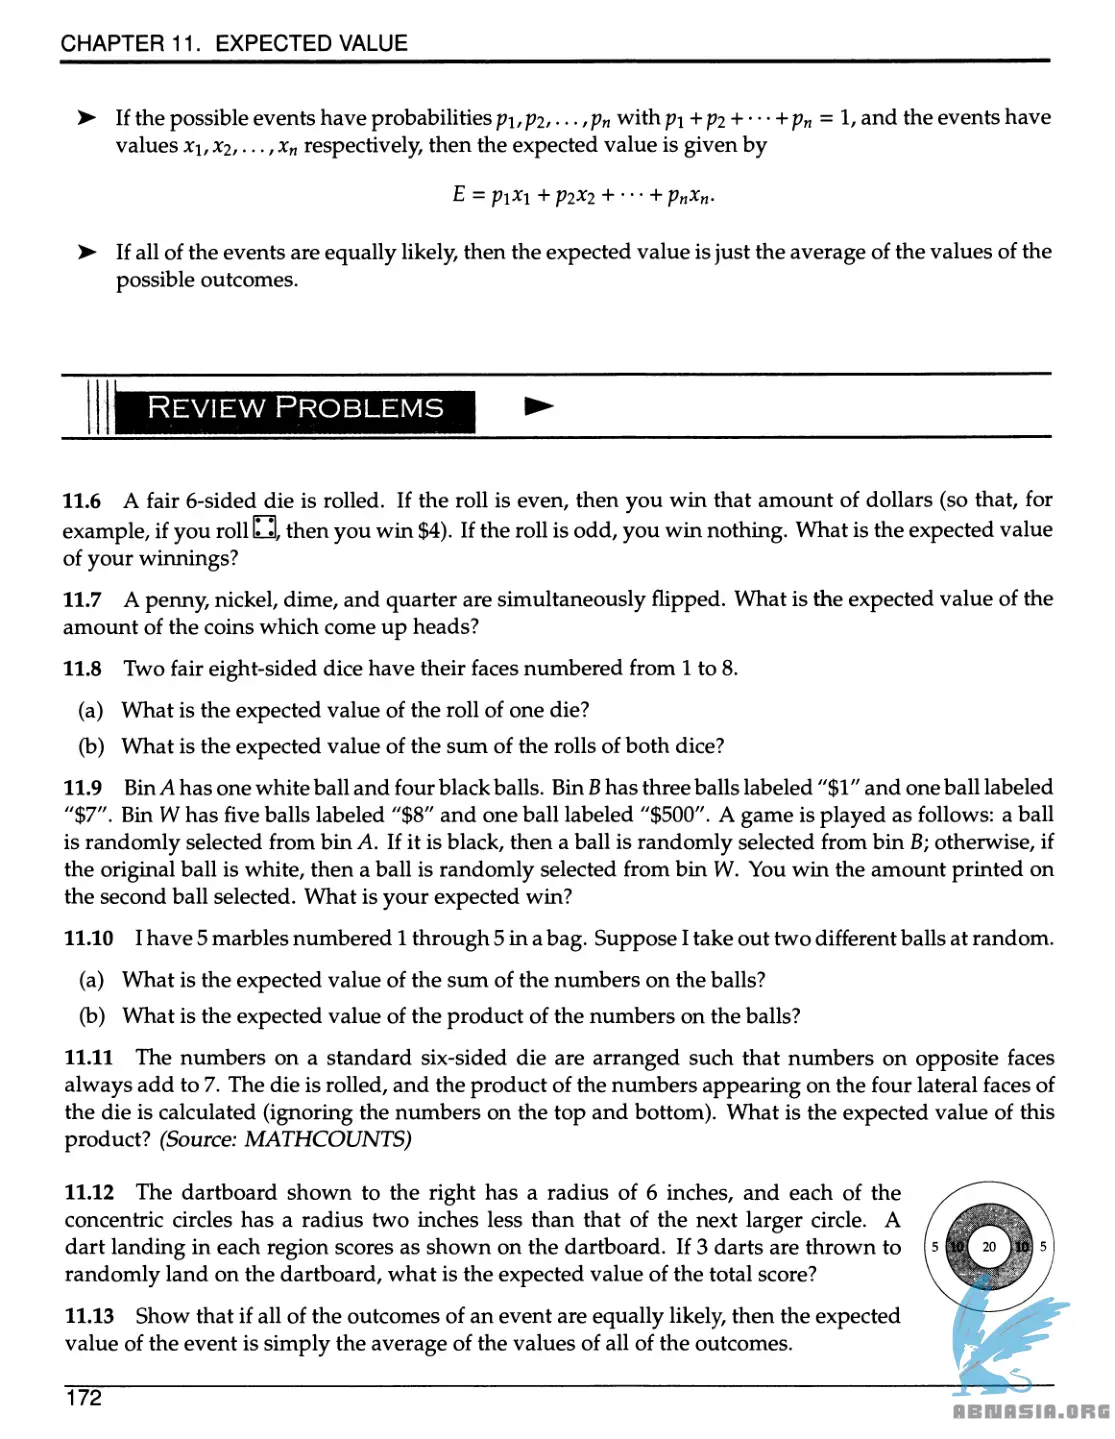 CHAPTER 11. EXPECTED VALUE
➤ If the possible events have probabilities p₁, p₂, . . . , pₙ with p₁ + p₂ + · · · + pₙ = 1, and the events have
values x₁, x₂, . . . , xₙ respectively, then the expected value is given by
E = p₁x₁ + p₂x₂ + · · · + pₙxₙ.
➤ If all of the events are equally likely, then the expected value is just the average of the values of the
possible outcomes.
REVIEW PROBLEMS
11.6 A fair 6-sided die is rolled. If the roll is even, then you win that amount of dollars (so that, for
example, if you roll ⚃, then you win $4). If the roll is odd, you win nothing. What is the expected value
of your winnings?
11.7 A penny, nickel, dime, and quarter are simultaneously flipped. What is the expected value of the
amount of the coins which come up heads?
11.8 Two fair eight-sided dice have their faces numbered from 1 to 8.
(a) What is the expected value of the roll of one die?
(b) What is the expected value of the sum of the rolls of both dice?
11.9 Bin A has one white ball and four black balls. Bin B has three balls labeled "$1" and one ball labeled
"$7". Bin W has five balls labeled "$8" and one ball labeled "$500". A game is played as follows: a ball
is randomly selected from bin A. If it is black, then a ball is randomly selected from bin B; otherwise, if
the original ball is white, then a ball is randomly selected from bin W. You win the amount printed on
the second ball selected. What is your expected win?
11.10 I have 5 marbles numbered 1 through 5 in a bag. Suppose I take out two different balls at random.
(a) What is the expected value of the sum of the numbers on the balls?
(b) What is the expected value of the product of the numbers on the balls?
11.11 The numbers on a standard six-sided die are arranged such that numbers on opposite faces
always add to 7. The die is rolled, and the product of the numbers appearing on the four lateral faces of
the die is calculated (ignoring the numbers on the top and bottom). What is the expected value of this
product? (Source: MATHCOUNTS)
11.12 The dartboard shown to the right has a radius of 6 inches, and each of the
concentric circles has a radius two inches less than that of the next larger circle. A
dart landing in each region scores as shown on the dartboard. If 3 darts are thrown to
randomly land on the dartboard, what is the expected value of the total score?
5 10 20 10 5
11.13 Show that if all of the outcomes of an event are equally likely, then the expected
value of the event is simply the average of the values of all of the outcomes.
172
ABNASIA.ORG